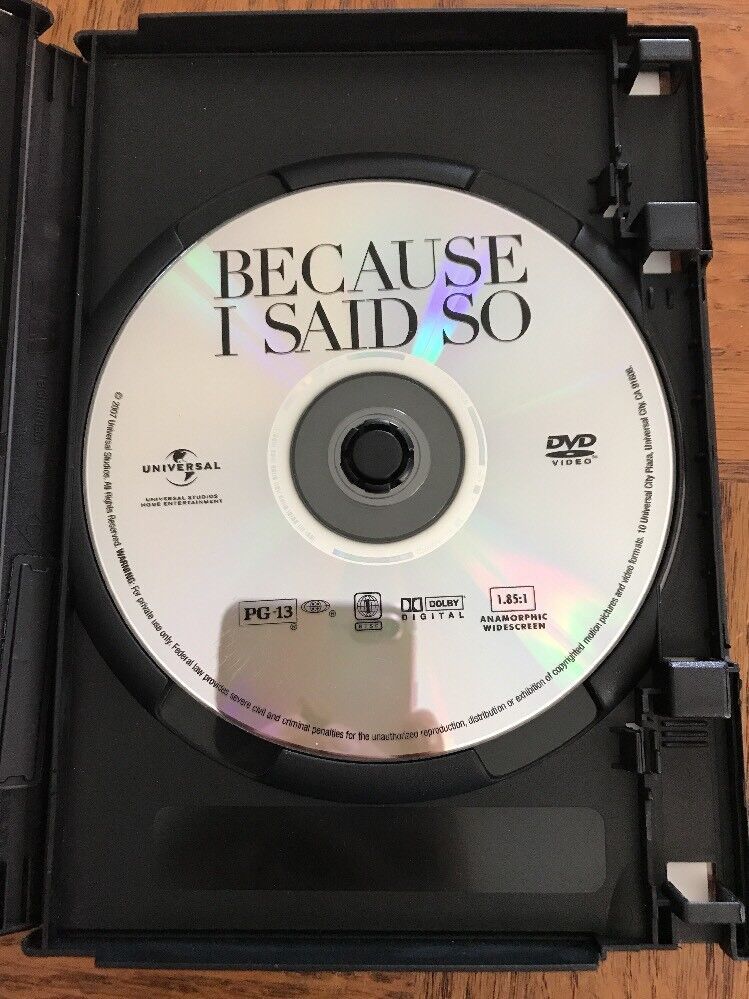 BECAUSE
I SAID SO
UNIVERSAL
UNIVERSAL STUDIOS
HOME ENTERTAINMENT
DVD
VIDEO
PG-13
®
®
DISC
DOLBY
DIGITAL
1.85:1
ANAMORPHIC
WIDESCREEN
© 2007 Universal Studios. All Rights Reserved. WARNING: For private use only. Federal law provides severe civil and criminal penalties for the unauthorized reproduction, distribution or exhibition of copyrighted motion pictures and video formats. 10 Universal City Plaza, Universal City, CA 91608.